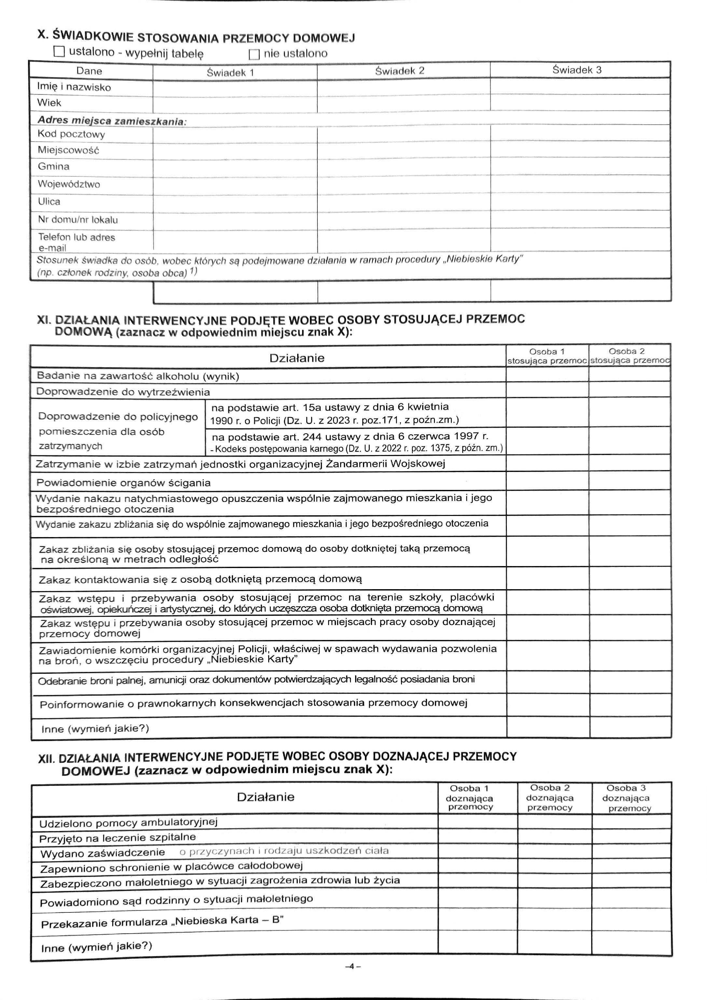 X. ŚWIADKOWIE STOSOWANIA PRZEMOCY DOMOWEJ
☐ ustalono - wypełnij tabelę ☐ nie ustalono
Dane Świadek 1 Świadek 2 Świadek 3
Imię i nazwisko
Wiek
Adres miejsca zamieszkania:
Kod pocztowy
Miejscowość
Gmina
Województwo
Ulica
Nr domu/nr lokalu
Telefon lub adres
e-mail
Stosunek świadka do osób, wobec których są podejmowane działania w ramach procedury „Niebieskie Karty"
(np. członek rodziny, osoba obca) 1)
XI. DZIAŁANIA INTERWENCYJNE PODJĘTE WOBEC OSOBY STOSUJĄCEJ PRZEMOC
DOMOWĄ (zaznacz w odpowiednim miejscu znak X):
Działanie
Osoba 1
stosująca przemoc
Osoba 2
stosująca przemoc
Badanie na zawartość alkoholu (wynik)
Doprowadzenie do wytrzeźwienia
Doprowadzenie do policyjnego
pomieszczenia dla osób
zatrzymanych
na podstawie art. 15a ustawy z dnia 6 kwietnia
1990 r. o Policji (Dz. U. z 2023 r. poz.171, z poźn.zm.)
na podstawie art. 244 ustawy z dnia 6 czerwca 1997 r.
- Kodeks postępowania karnego (Dz. U. z 2022 r. poz. 1375, z późn. zm.)
Zatrzymanie w izbie zatrzymań jednostki organizacyjnej Żandarmerii Wojskowej
Powiadomienie organów ścigania
Wydanie nakazu natychmiastowego opuszczenia wspólnie zajmowanego mieszkania i jego
bezpośredniego otoczenia
Wydanie zakazu zbliżania się do wspólnie zajmowanego mieszkania i jego bezpośredniego otoczenia
Zakaz zbliżania się osoby stosującej przemoc domową do osoby dotkniętej taką przemocą
na określoną w metrach odległość
Zakaz kontaktowania się z osobą dotkniętą przemocą domową
Zakaz wstępu i przebywania osoby stosującej przemoc na terenie szkoły, placówki
oświatowej, opiekuńczej i artystycznej, do których uczęszcza osoba dotknięta przemocą domową
Zakaz wstępu i przebywania osoby stosującej przemoc w miejscach pracy osoby doznającej
przemocy domowej
Zawiadomienie komórki organizacyjnej Policji, właściwej w spawach wydawania pozwolenia
na broń, o wszczęciu procedury „Niebieskie Karty"
Odebranie broni palnej, amunicji oraz dokumentów potwierdzających legalność posiadania broni
Poinformowanie o prawnokarnych konsekwencjach stosowania przemocy domowej
Inne (wymień jakie?)
XII. DZIAŁANIA INTERWENCYJNE PODJĘTE WOBEC OSOBY DOZNAJĄCEJ PRZEMOCY
DOMOWEJ (zaznacz w odpowiednim miejscu znak X):
Działanie
Osoba 1
doznająca
przemocy
Osoba 2
doznająca
przemocy
Osoba 3
doznająca
przemocy
Udzielono pomocy ambulatoryjnej
Przyjęto na leczenie szpitalne
Wydano zaświadczenie o przyczynach i rodzaju uszkodzeń ciała
Zapewniono schronienie w placówce całodobowej
Zabezpieczono małoletniego w sytuacji zagrożenia zdrowia lub życia
Powiadomiono sąd rodzinny o sytuacji małoletniego
Przekazanie formularza „Niebieska Karta – B"
Inne (wymień jakie?)
–4 –